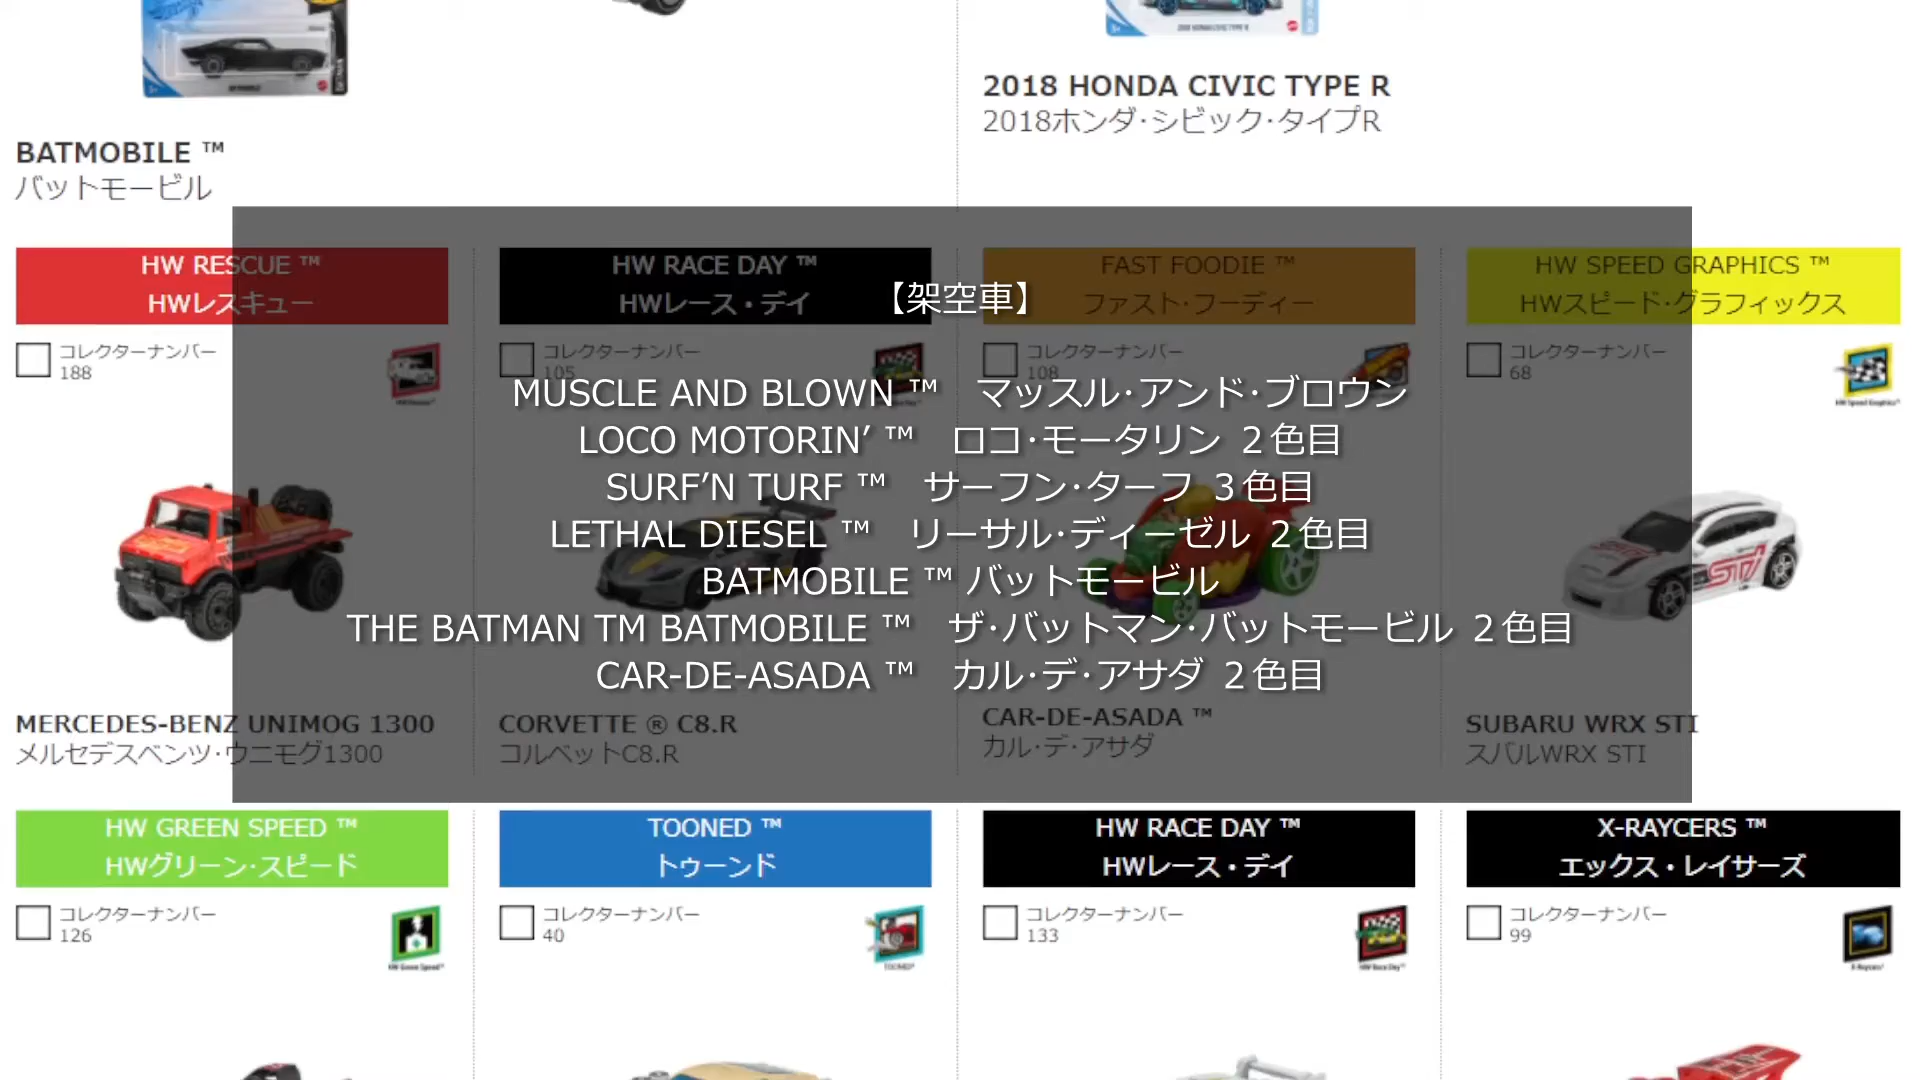 BATMOBILE ™
バットモービル
2018 HONDA CIVIC TYPE R
2018ホンダ･シビック･タイプR
HW RESCUE ™
HWレスキュー
コレクターナンバー
188
HW RACE DAY ™
HWレース・デイ
コレクターナンバー
105
FAST FOODIE ™
ファスト･フーディー
コレクターナンバー
108
HW SPEED GRAPHICS ™
HWスピード･グラフィックス
コレクターナンバー
68
【架空車】
MUSCLE AND BLOWN ™　マッスル･アンド･ブロウン
LOCO MOTORIN’ ™　ロコ･モータリン ２色目
SURF’N TURF ™　サーフン･ターフ ３色目
LETHAL DIESEL ™　リーサル･ディーゼル ２色目
BATMOBILE ™ バットモービル
THE BATMAN TM BATMOBILE ™　ザ･バットマン･バットモービル ２色目
CAR-DE-ASADA ™　カル･デ･アサダ ２色目
MERCEDES-BENZ UNIMOG 1300
メルセデスベンツ･ウニモグ1300
CORVETTE ® C8.R
コルベットC8.R
CAR-DE-ASADA ™
カル･デ･アサダ
SUBARU WRX STI
スバルWRX STI
HW GREEN SPEED ™
HWグリーン･スピード
コレクターナンバー
126
TOONED ™
トゥーンド
コレクターナンバー
40
HW RACE DAY ™
HWレース・デイ
コレクターナンバー
133
X-RAYCERS ™
エックス・レイサーズ
コレクターナンバー
99